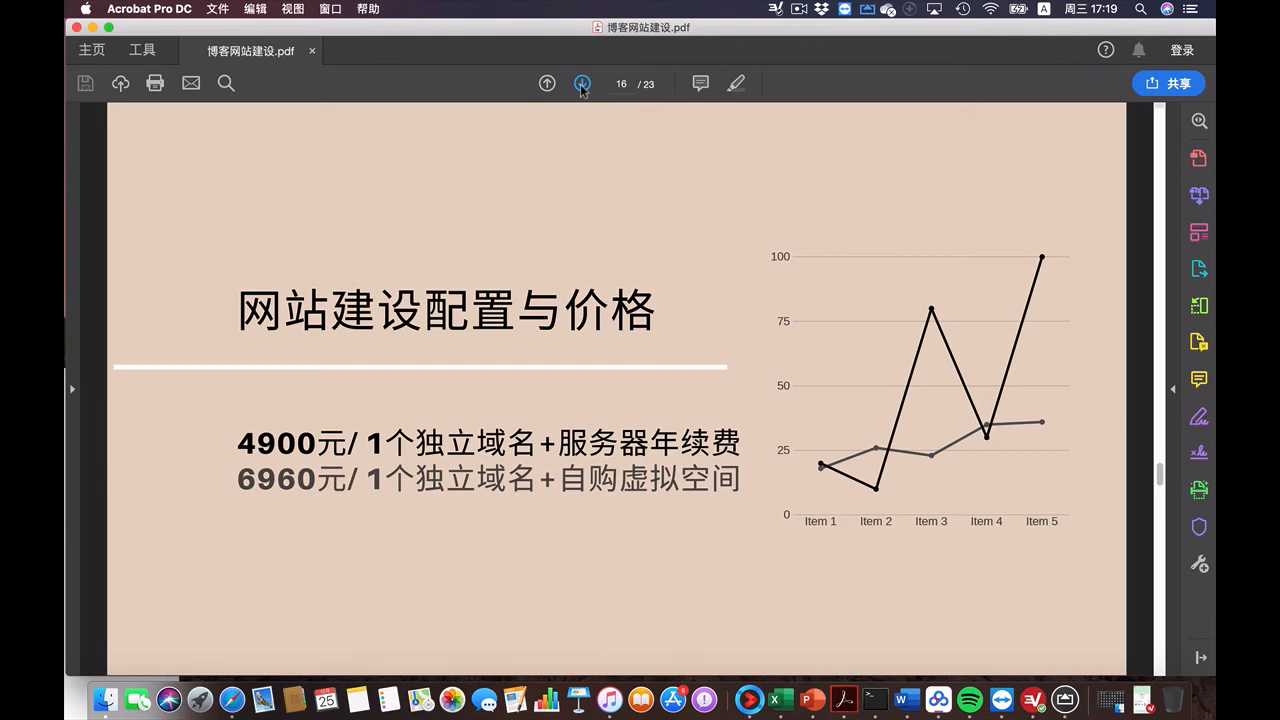 Acrobat Pro DC 文件 编辑 视图 窗口 帮助 周三 17:19
博客网站建设.pdf
主页 工具 博客网站建设.pdf × 登录
16 / 23 共享
网站建设配置与价格
4900元/ 1个独立域名+服务器年续费
6960元/ 1个独立域名+自购虚拟空间
100
75
50
25
0
Item 1 Item 2 Item 3 Item 4 Item 5